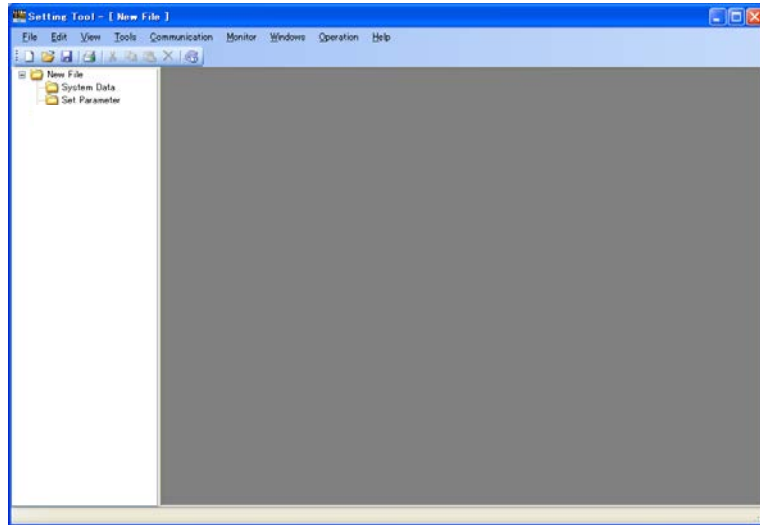 Setting Tool - [ New File ]
File Edit View Tools Communication Monitor Windows Operation Help
New File
System Data
Set Parameter